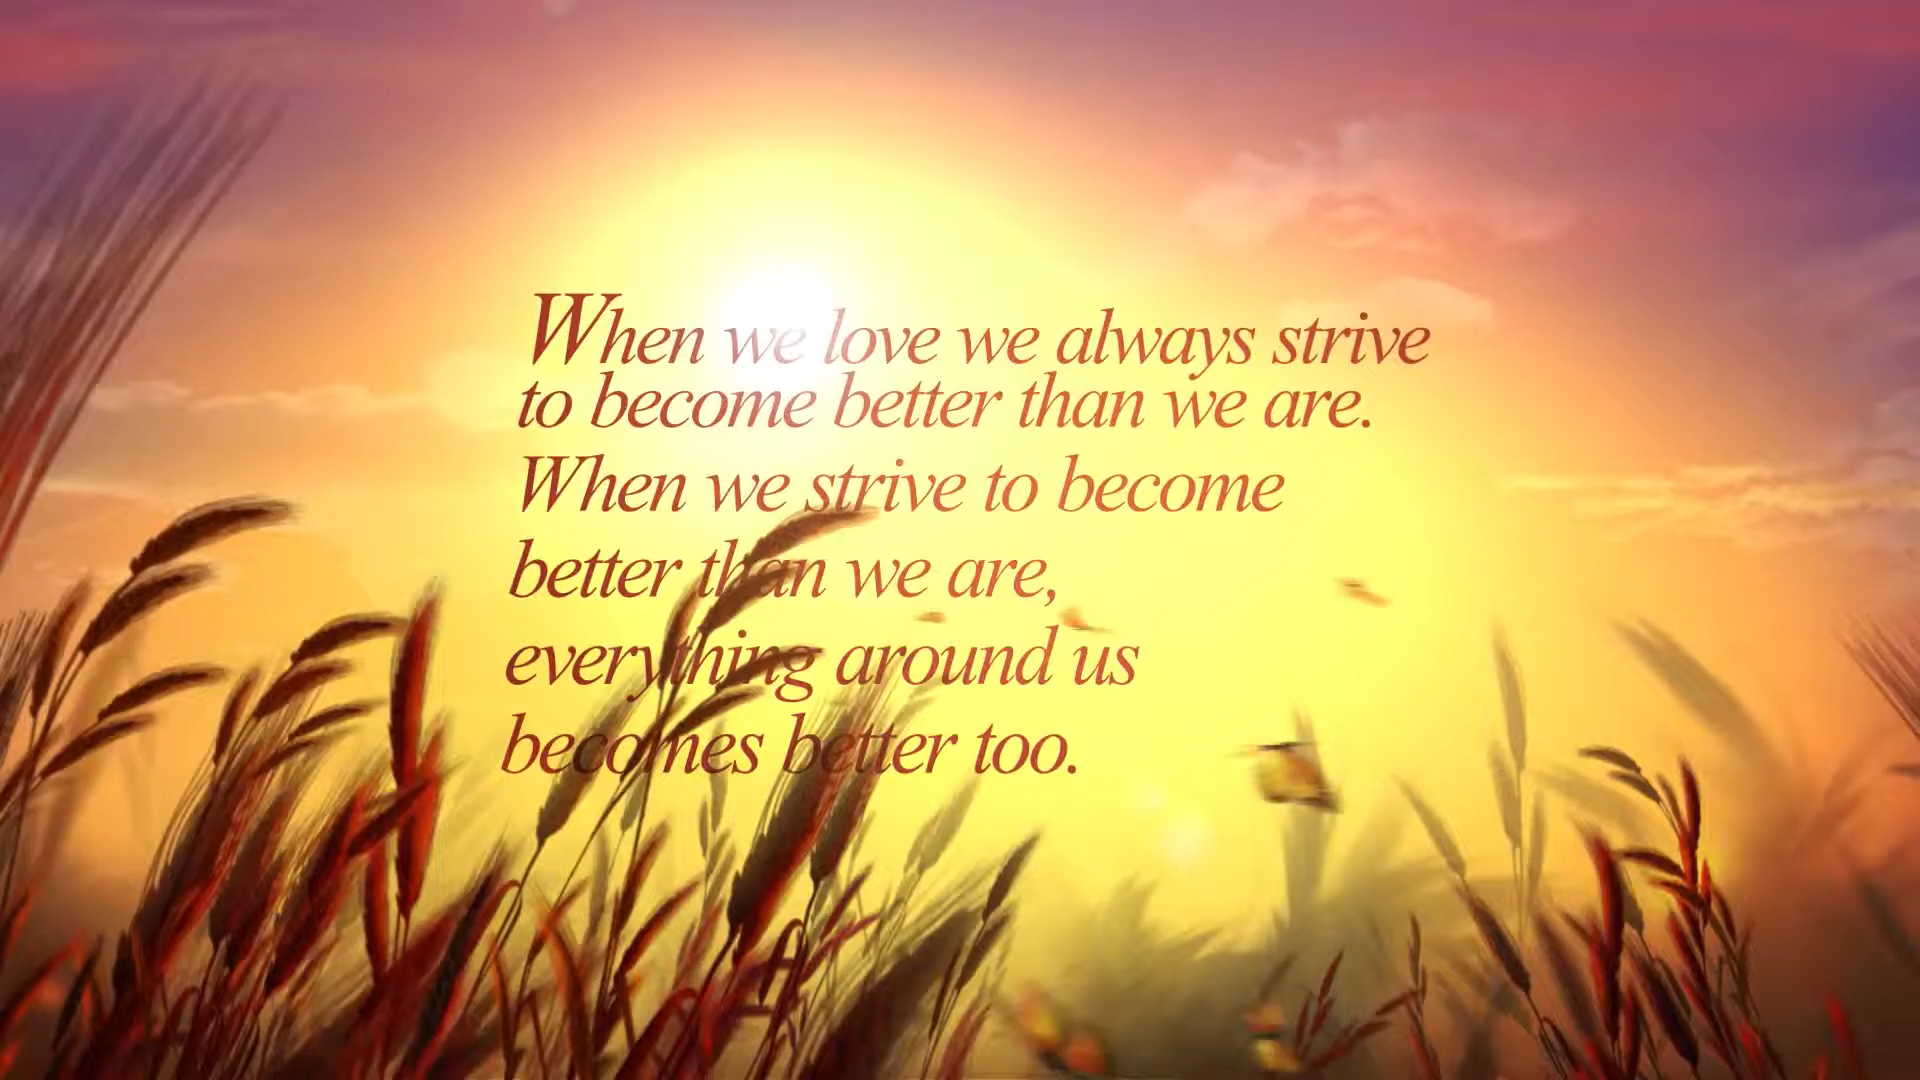 When we love we always strive
to become better than we are.
When we strive to become
better than we are,
everything around us
becomes better too.